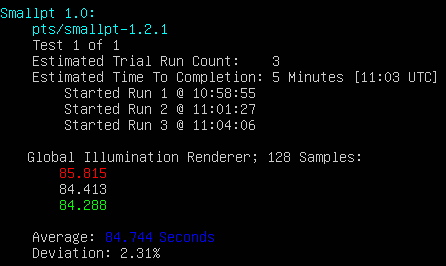 Smallpt 1.0:
pts/smallpt-1.2.1
Test 1 of 1
Estimated Trial Run Count: 3
Estimated Time To Completion: 5 Minutes [11:03 UTC]
Started Run 1 @ 10:58:55
Started Run 2 @ 11:01:27
Started Run 3 @ 11:04:06
Global Illumination Renderer; 128 Samples:
85.815
84.413
84.288
Average: 84.744 Seconds
Deviation: 2.31%